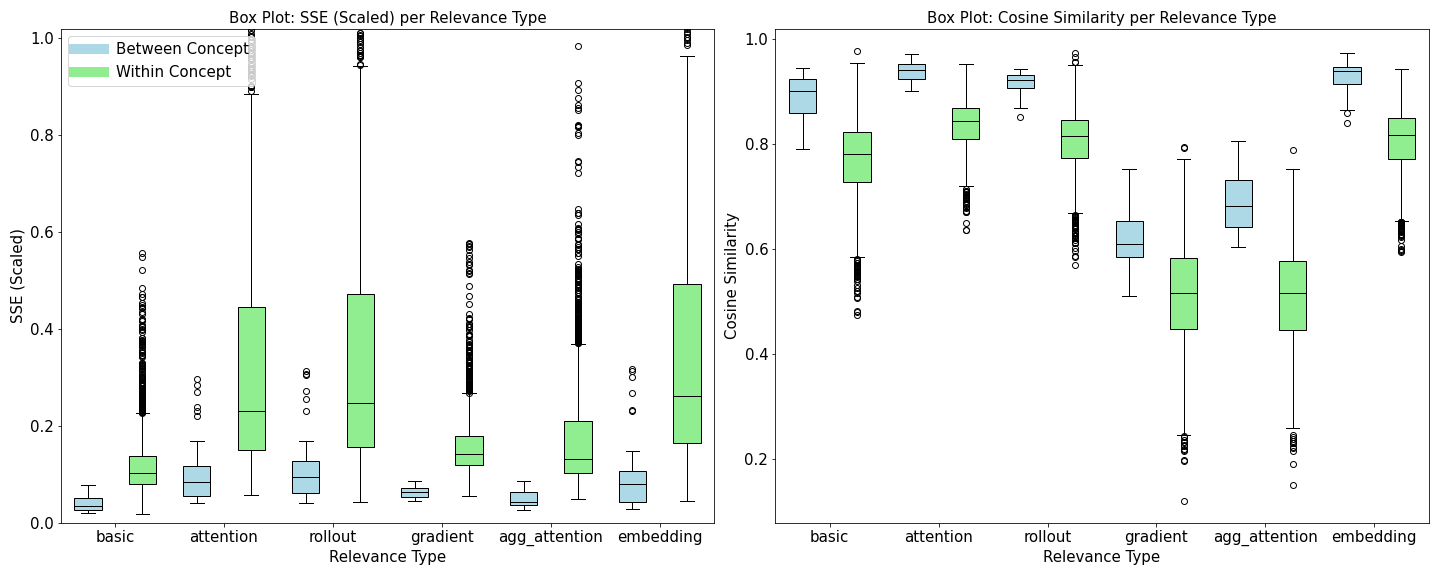 Box Plot: SSE (Scaled) per Relevance Type
Between Concept
Within Concept
SSE (Scaled)
1.0
0.8
0.6
0.4
0.2
0.0
basic attention rollout gradient agg_attention embedding
Relevance Type
Box Plot: Cosine Similarity per Relevance Type
Cosine Similarity
1.0
0.8
0.6
0.4
0.2
basic attention rollout gradient agg_attention embedding
Relevance Type